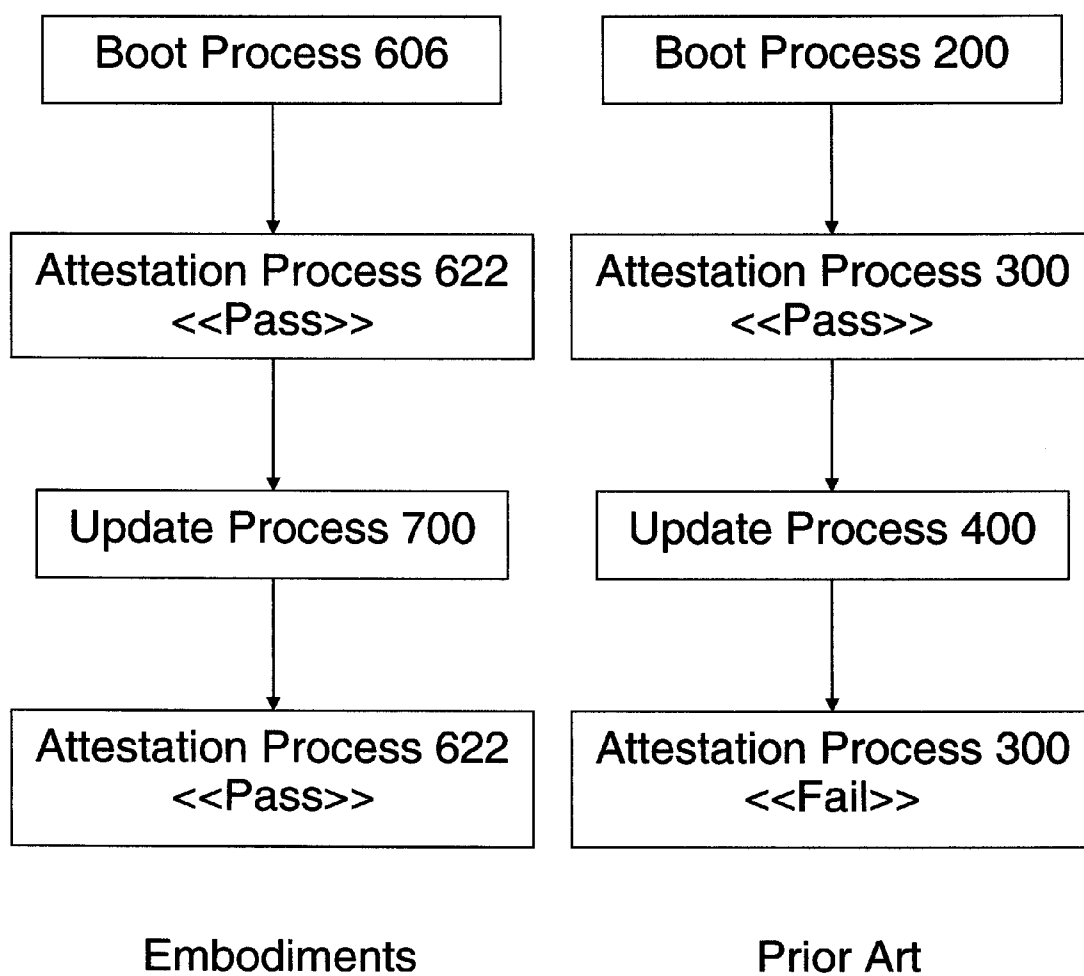 Boot Process 606
Attestation Process 622
<<Pass>>
Update Process 700
Attestation Process 622
<<Pass>>
Embodiments
Boot Process 200
Attestation Process 300
<<Pass>>
Update Process 400
Attestation Process 300
<<Fail>>
Prior Art